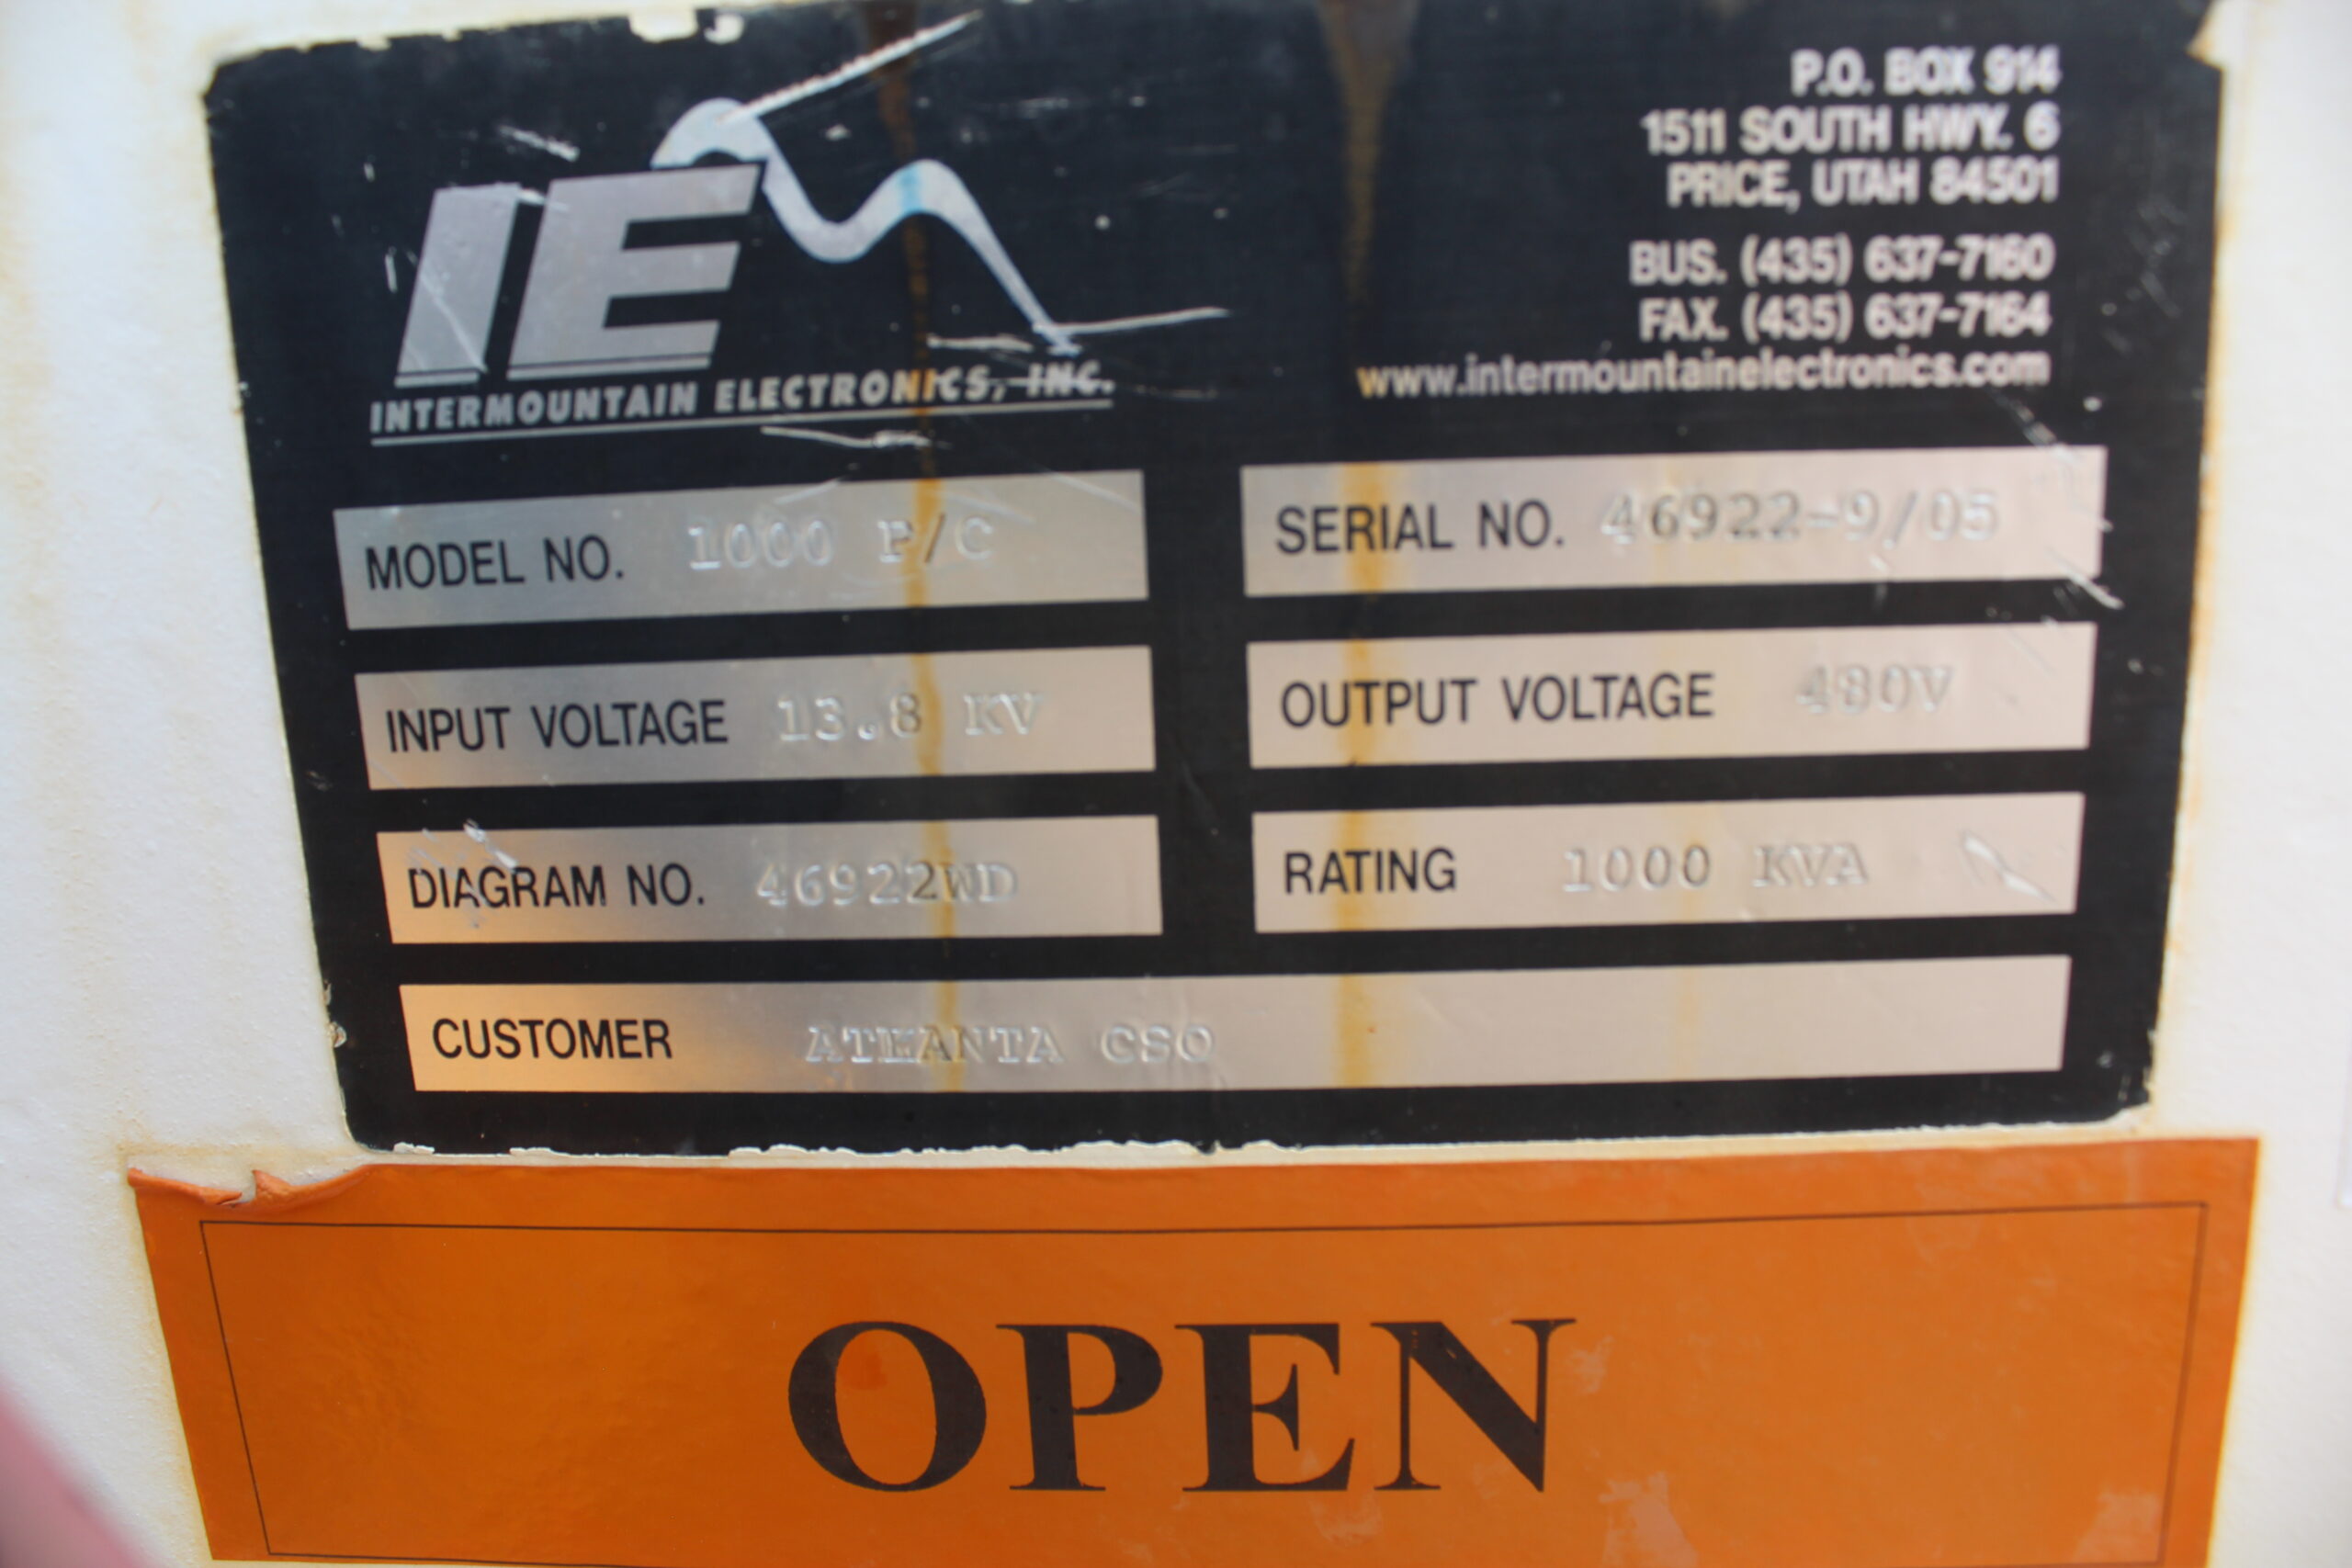 IE
INTERMOUNTAIN ELECTRONICS, INC.
P.O. BOX 914
1511 SOUTH HWY. 6
PRICE, UTAH 84501
BUS. (435) 637-7160
FAX. (435) 637-7164
www.intermountainelectronics.com
MODEL NO. 1000 P/C
SERIAL NO. 46922-9/05
INPUT VOLTAGE 13.8 KV
OUTPUT VOLTAGE 480V
DIAGRAM NO. 46922WD
RATING 1000 KVA
CUSTOMER ATLANTA CSO
OPEN